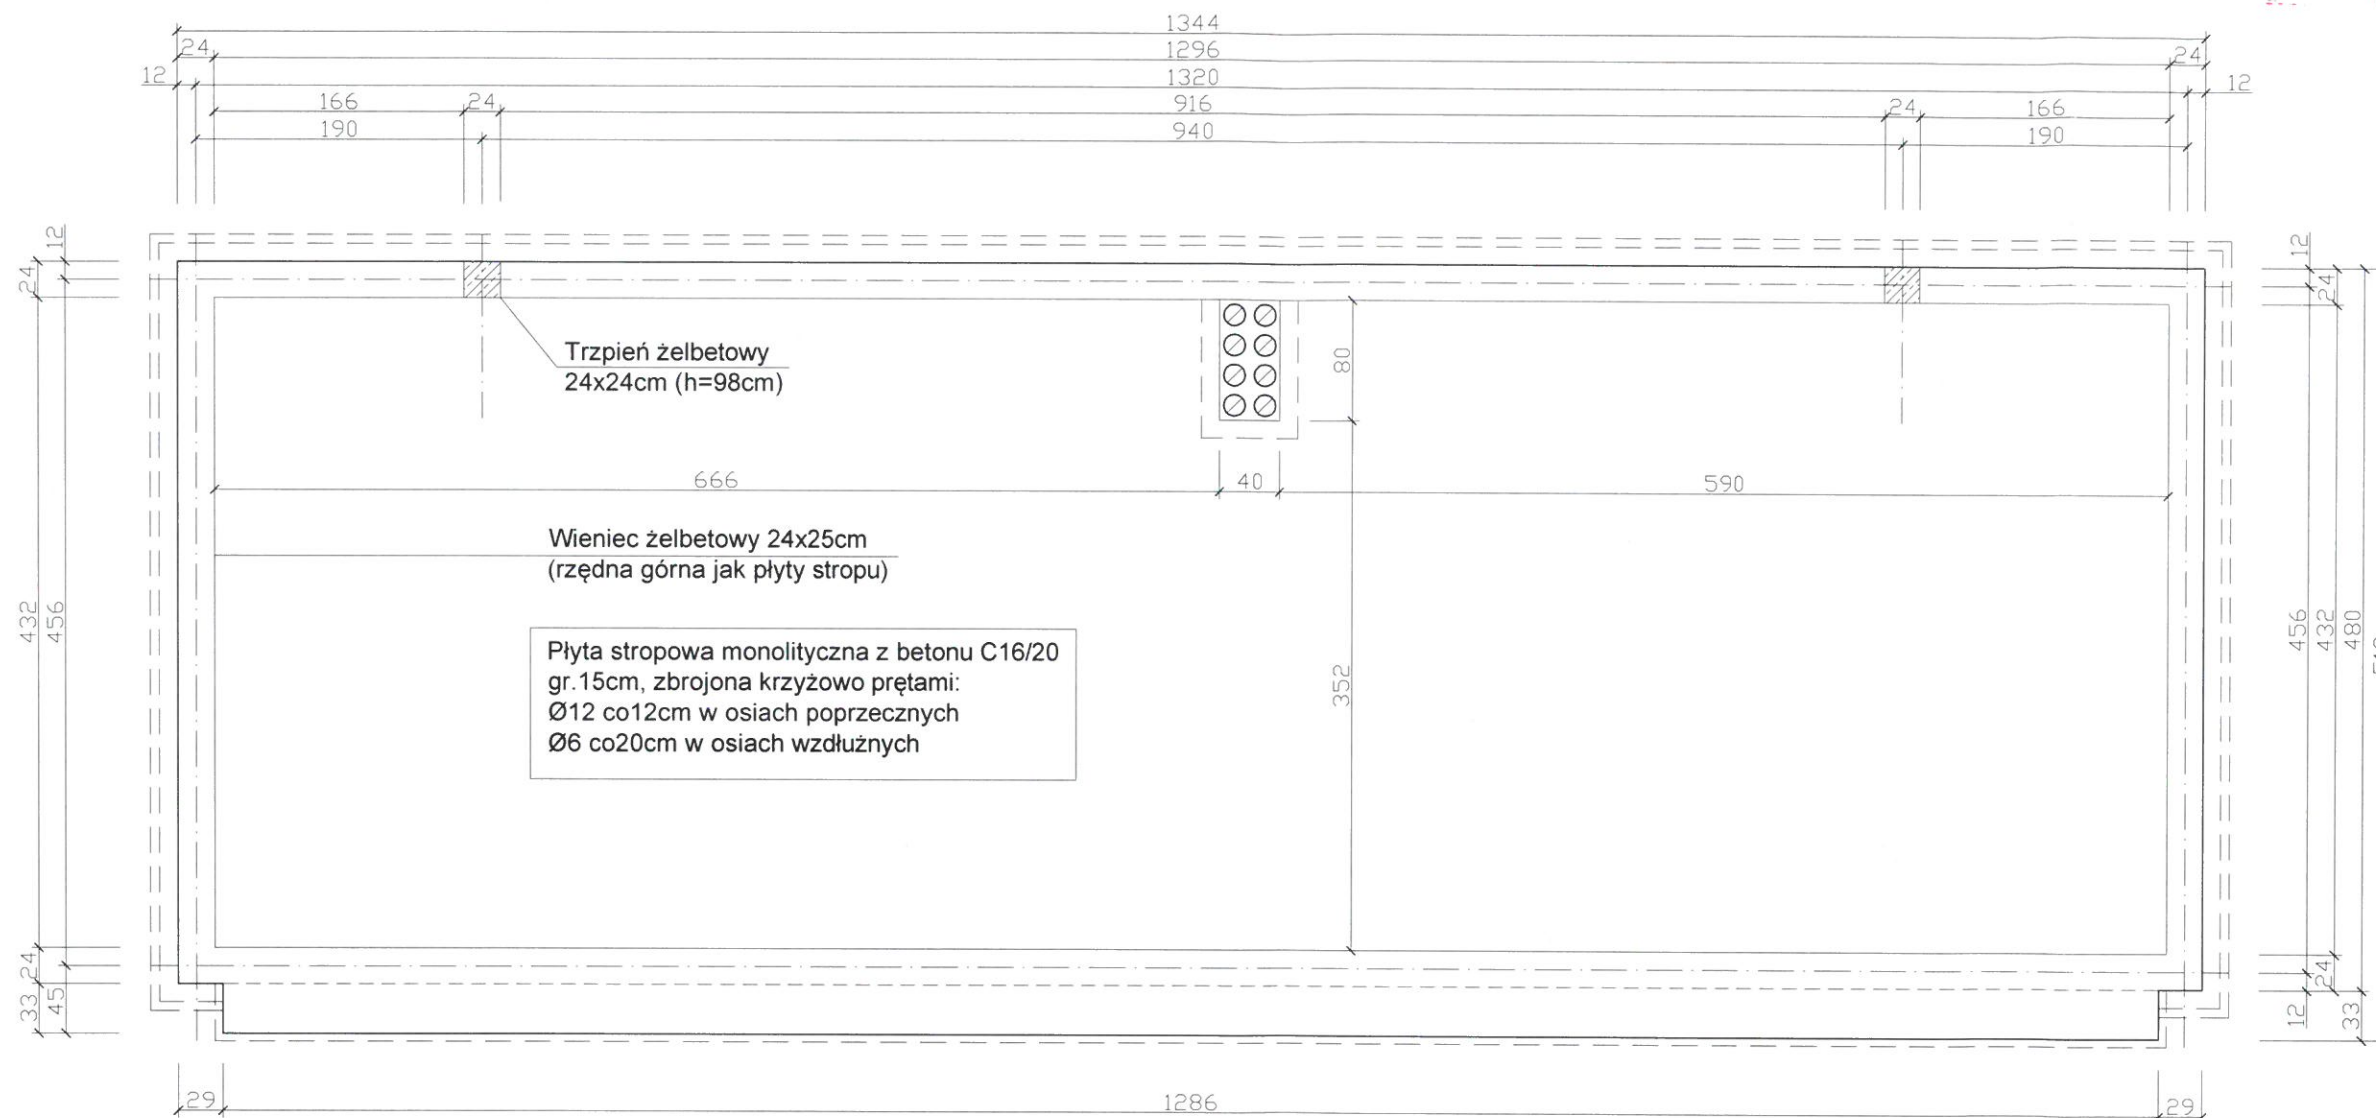 1344
24 1296 24
12 1320 12
166 24 916 24 166
190 940 190
12
24
12
24
Trzpień żelbetowy
24x24cm (h=98cm)
80
666 40 590
Wieniec żelbetowy 24x25cm
(rzędna górna jak płyty stropu)
432
456
456
432
480
Płyta stropowa monolityczna z betonu C16/20
gr.15cm, zbrojona krzyżowo prętami:
Ø12 co12cm w osiach poprzecznych
Ø6 co20cm w osiach wzdłużnych
352
24
33
45
24
12
33
29 1286 29